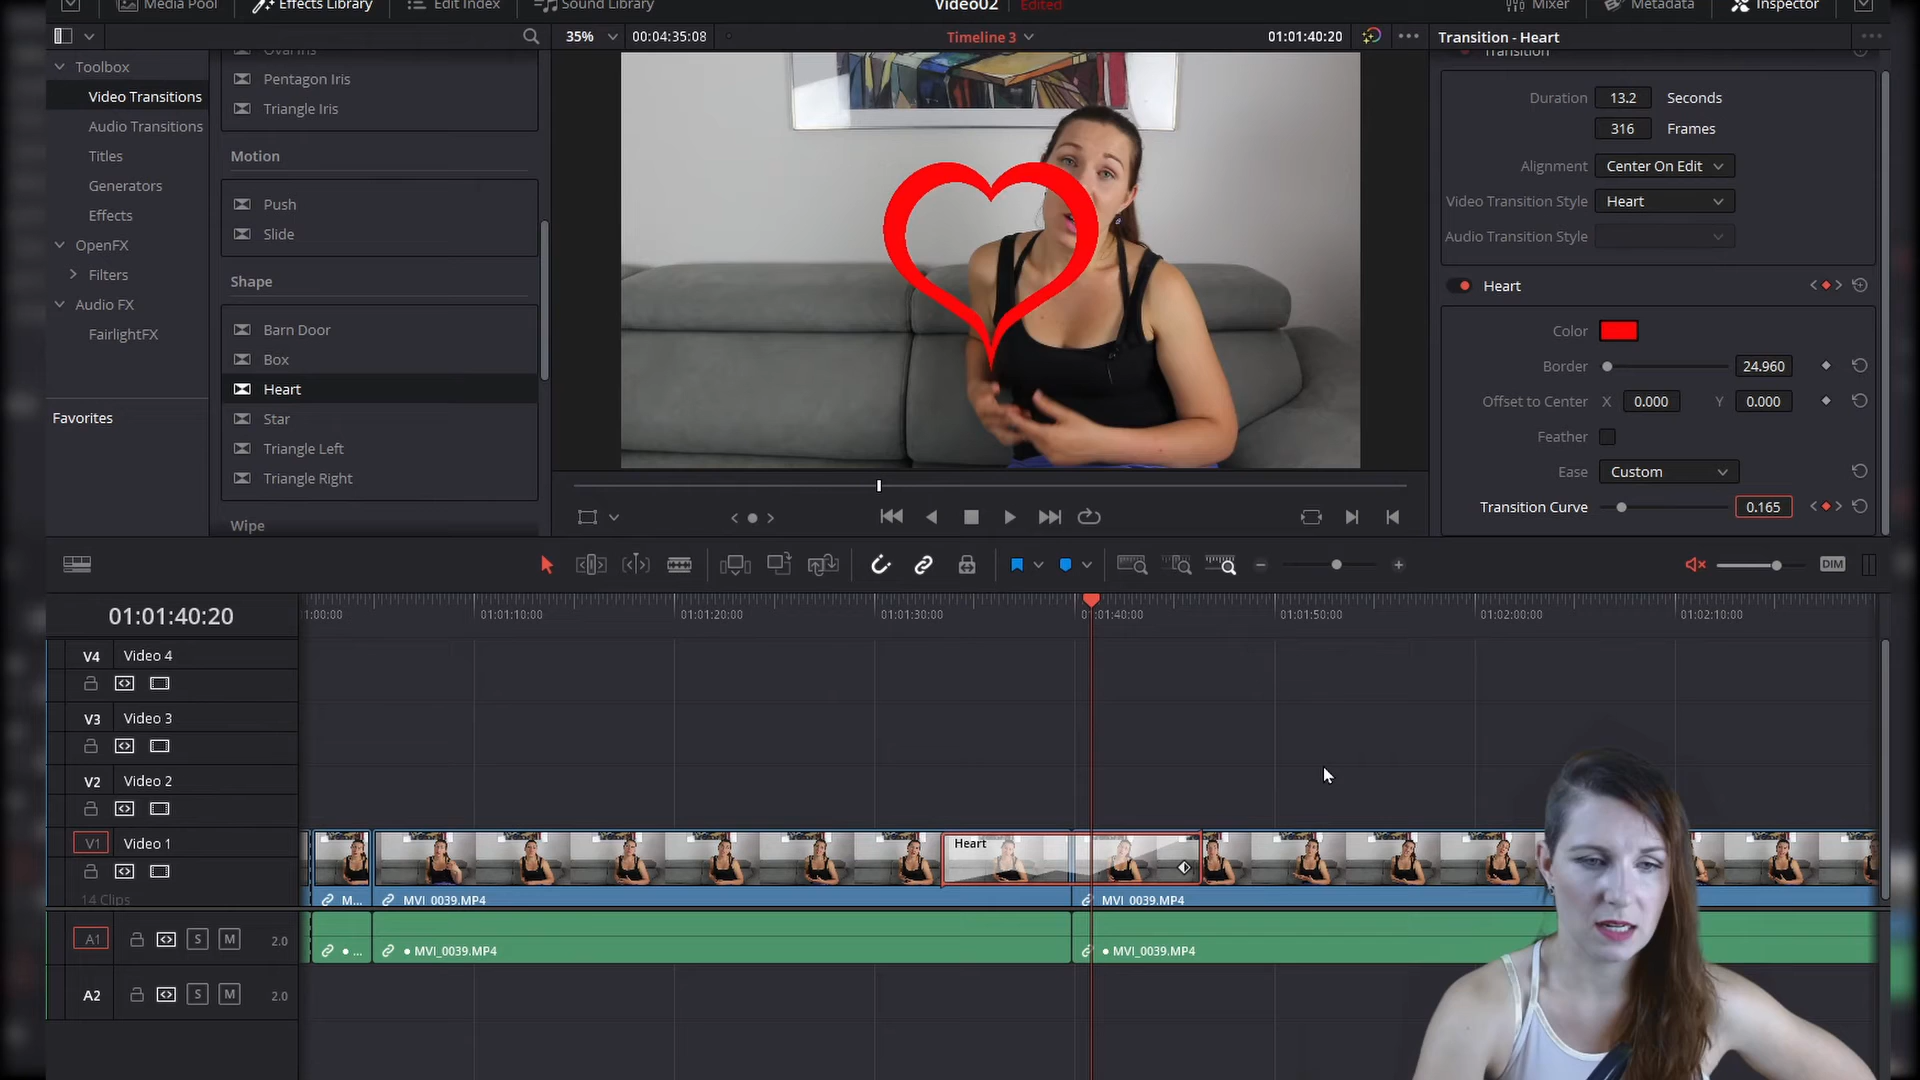 Media Pool
Effects Library
Edit Index
Sound Library
Video02
Edited
Mixer
Metadata
Inspector
35%
00:04:35:08
Timeline 3
01:01:40:20
Transition - Heart
Toolbox
Video Transitions
Audio Transitions
Titles
Generators
Effects
OpenFX
Filters
Audio FX
FairlightFX
Favorites
Oval Iris
Pentagon Iris
Triangle Iris
Motion
Push
Slide
Shape
Barn Door
Box
Heart
Star
Triangle Left
Triangle Right
Wipe
Transition
Duration 13.2 Seconds
316 Frames
Alignment Center On Edit
Video Transition Style Heart
Audio Transition Style
Heart
Color
Border 24.960
Offset to Center X 0.000 Y 0.000
Feather
Ease Custom
Transition Curve 0.165
DIM
01:01:40:20
1:00:00
01:01:10:00
01:01:20:00
01:01:30:00
01:01:40:00
01:01:50:00
01:02:00:00
01:02:10:00
V4 Video 4
V3 Video 3
V2 Video 2
V1 Video 1
14 Clips
Heart
M...
MVI_0039.MP4
MVI_0039.MP4
A1 S M 2.0
...
MVI_0039.MP4
MVI_0039.MP4
A2 S M 2.0